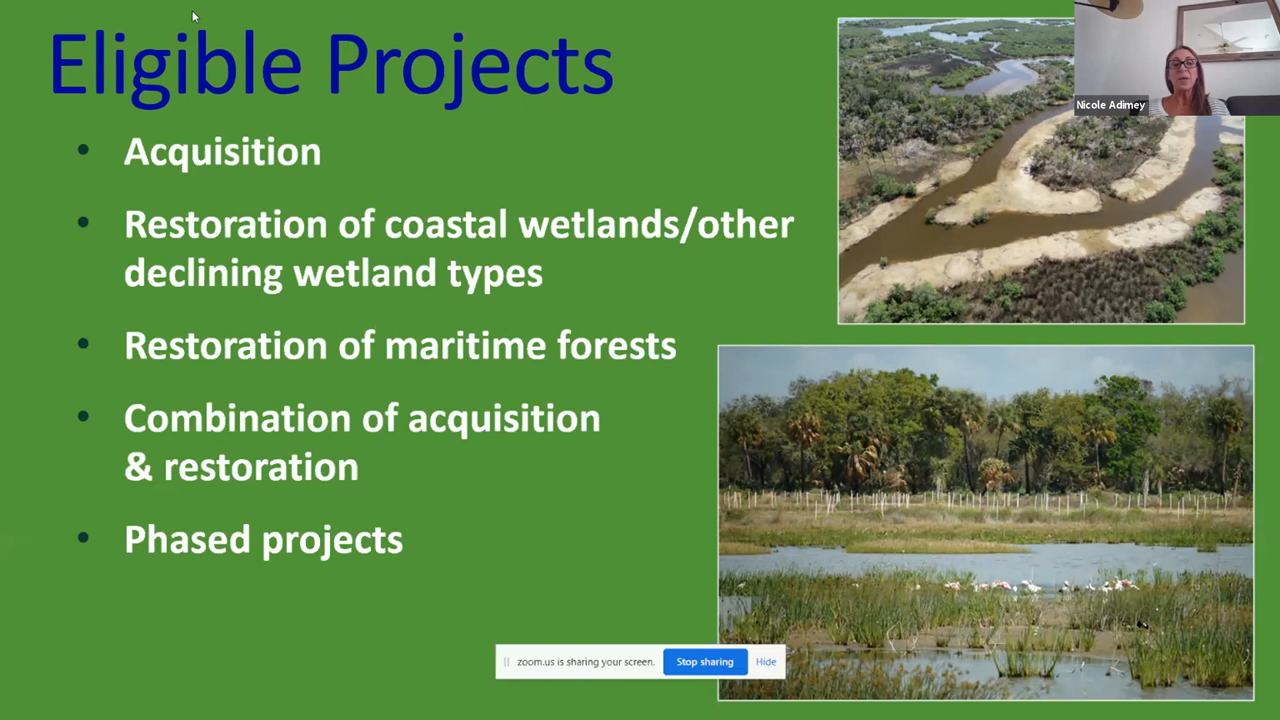 Eligible Projects
• Acquisition
• Restoration of coastal wetlands/other
declining wetland types
• Restoration of maritime forests
• Combination of acquisition
& restoration
• Phased projects
Nicole Adimey
zoom.us is sharing your screen. Stop sharing Hide